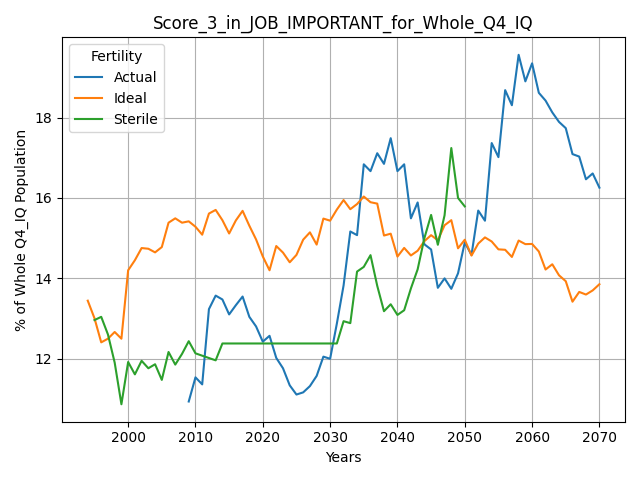 Score_3_in_JOB_IMPORTANT_for_Whole_Q4_IQ
Fertility
Actual
Ideal
Sterile
% of Whole Q4_IQ Population
18
16
14
12
2000 2010 2020 2030 2040 2050 2060 2070
Years